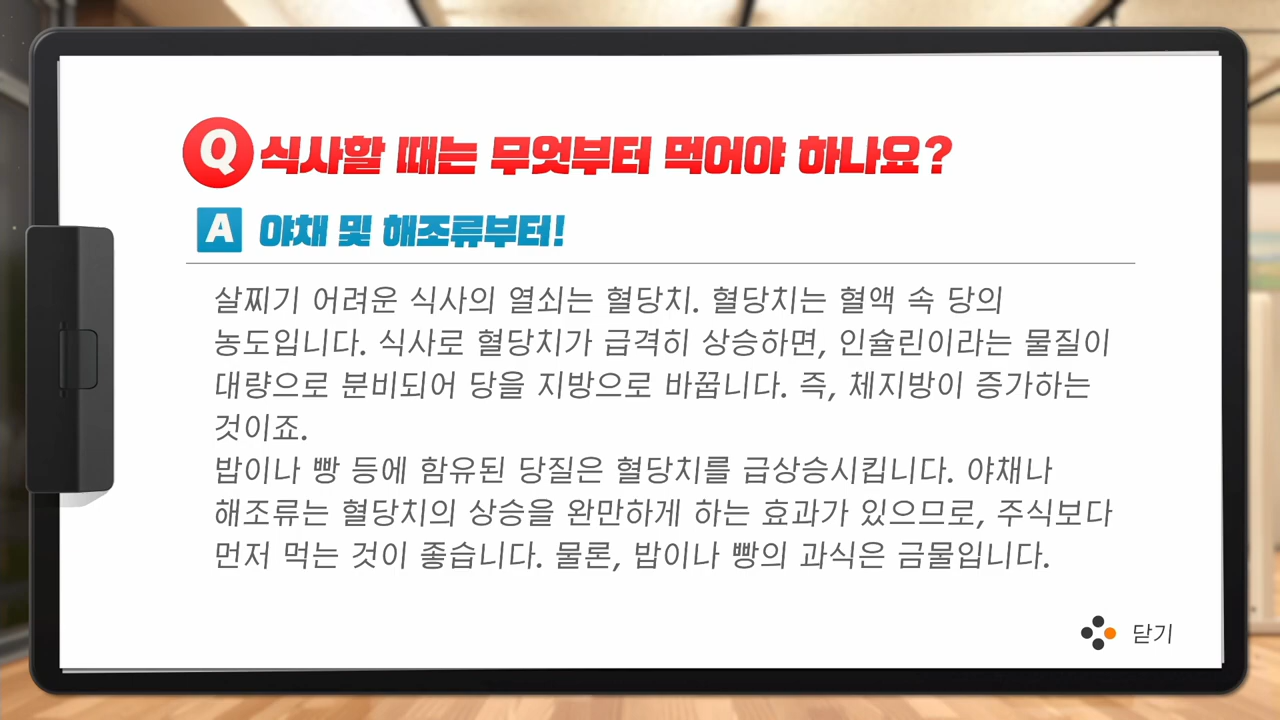 Q 식사할 때는 무엇부터 먹어야 하나요?
A 야채 및 해조류부터!
살찌기 어려운 식사의 열쇠는 혈당치. 혈당치는 혈액 속 당의
농도입니다. 식사로 혈당치가 급격히 상승하면, 인슐린이라는 물질이
대량으로 분비되어 당을 지방으로 바꿉니다. 즉, 체지방이 증가하는
것이죠.
밥이나 빵 등에 함유된 당질은 혈당치를 급상승시킵니다. 야채나
해조류는 혈당치의 상승을 완만하게 하는 효과가 있으므로, 주식보다
먼저 먹는 것이 좋습니다. 물론, 밥이나 빵의 과식은 금물입니다.
닫기